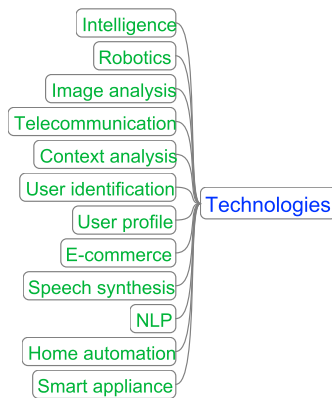 Intelligence
Robotics
Image analysis
Telecommunication
Context analysis
User identification
Technologies
User profile
E-commerce
Speech synthesis
NLP
Home automation
Smart appliance